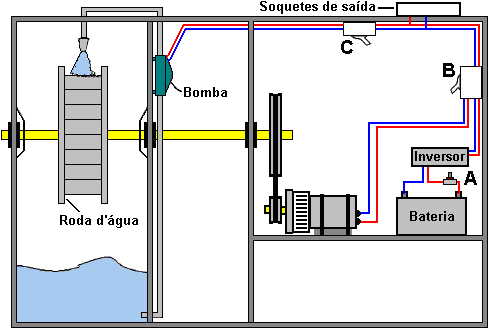 Soquetes de saída
C
B
Bomba
Inversor
A
Roda d'água
Bateria